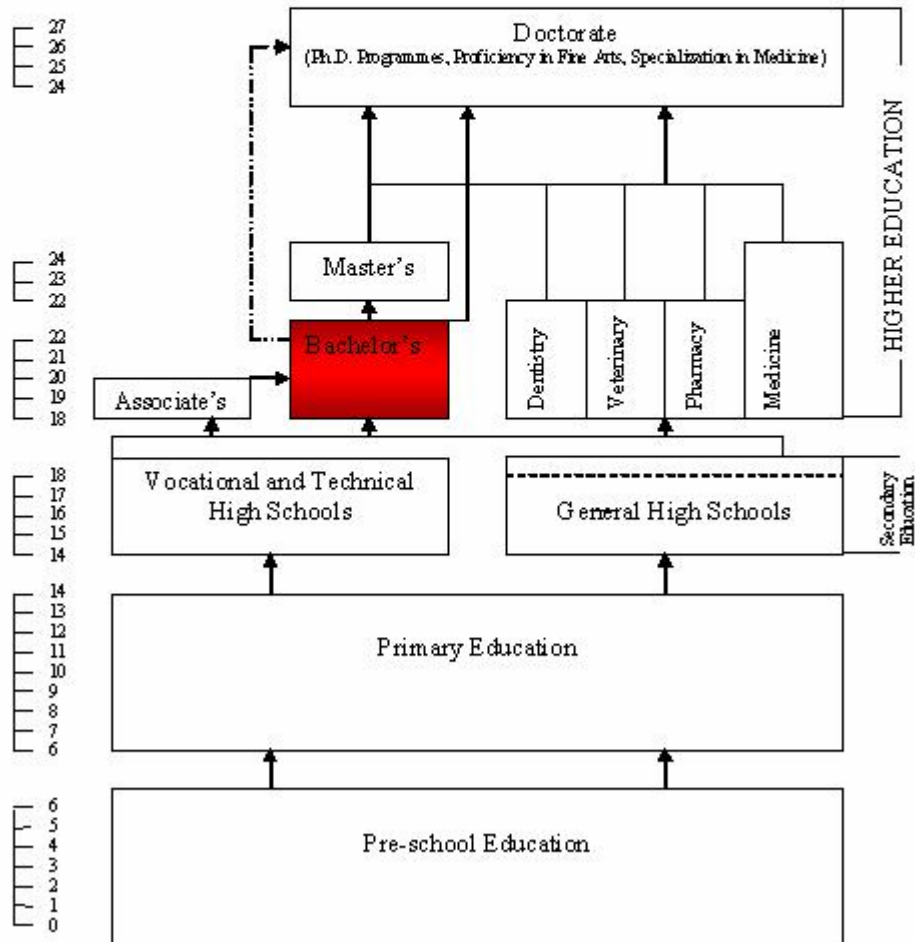 27
26
25
24
Doctorate
(Ph.D. Programmes, Proficiency in Fine Arts, Specialization in Medicine)
HIGHER EDUCATION
24
23
22
Master's
22
21
20
19
18
Bachelor's
Associate's
Dentistry
Veterinary
Pharmacy
Medicine
18
17
16
15
14
Vocational and Technical
High Schools
General High Schools
Secondary
Education
14
13
12
11
10
9
8
7
6
Primary Education
6
5
4
3
2
1
0
Pre-school Education